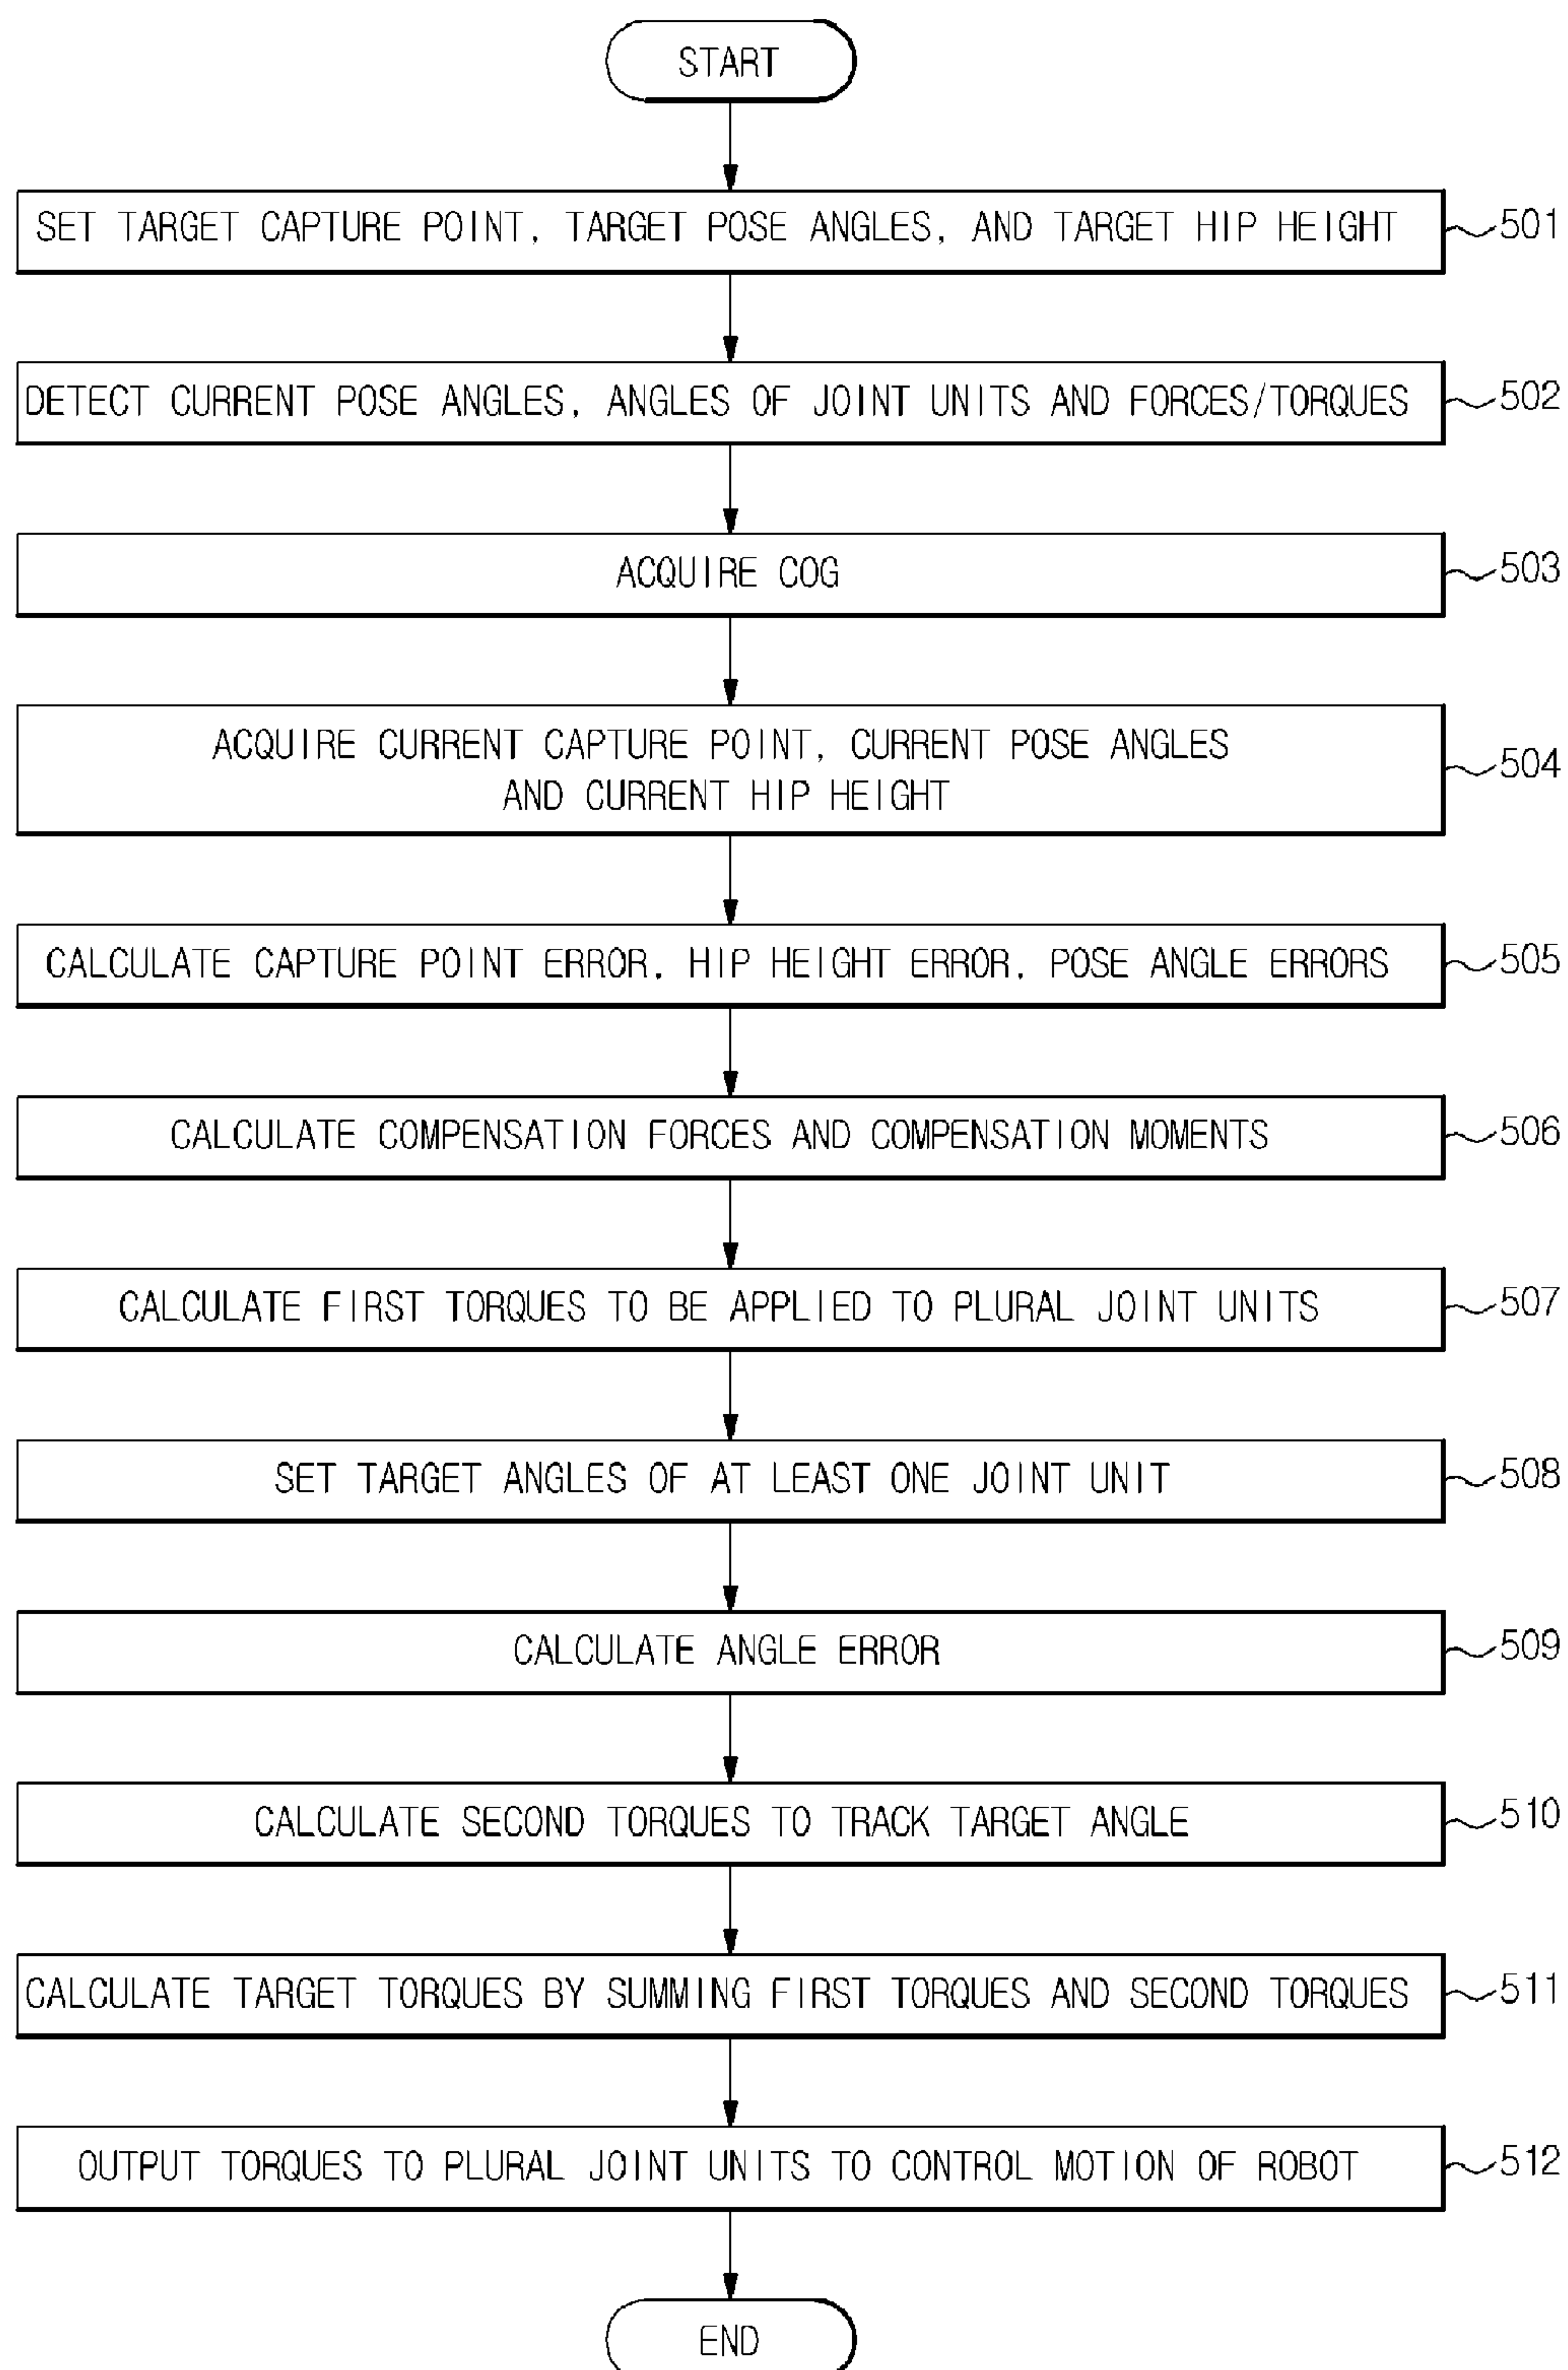 START
SET TARGET CAPTURE POINT, TARGET POSE ANGLES, AND TARGET HIP HEIGHT
501
DETECT CURRENT POSE ANGLES, ANGLES OF JOINT UNITS AND FORCES/TORQUES
502
ACQUIRE COG
503
ACQUIRE CURRENT CAPTURE POINT, CURRENT POSE ANGLES
AND CURRENT HIP HEIGHT
504
CALCULATE CAPTURE POINT ERROR, HIP HEIGHT ERROR, POSE ANGLE ERRORS
505
CALCULATE COMPENSATION FORCES AND COMPENSATION MOMENTS
506
CALCULATE FIRST TORQUES TO BE APPLIED TO PLURAL JOINT UNITS
507
SET TARGET ANGLES OF AT LEAST ONE JOINT UNIT
508
CALCULATE ANGLE ERROR
509
CALCULATE SECOND TORQUES TO TRACK TARGET ANGLE
510
CALCULATE TARGET TORQUES BY SUMMING FIRST TORQUES AND SECOND TORQUES
511
OUTPUT TORQUES TO PLURAL JOINT UNITS TO CONTROL MOTION OF ROBOT
512
END